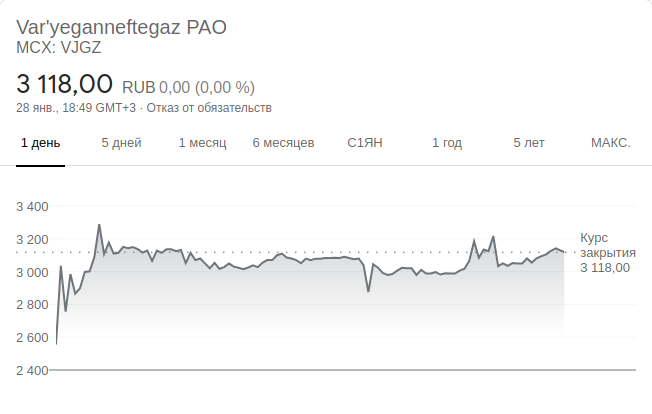 Var'yeganneftegaz PAO
MCX: VJGZ
3 118,00 RUB 0,00 (0,00 %)
28 янв., 18:49 GMT+3 · Отказ от обязательств
1 день 5 дней 1 месяц 6 месяцев С1ЯН 1 год 5 лет МАКС.
3 400
3 200
3 000
2 800
2 600
2 400
Курс
закрытия
3 118,00